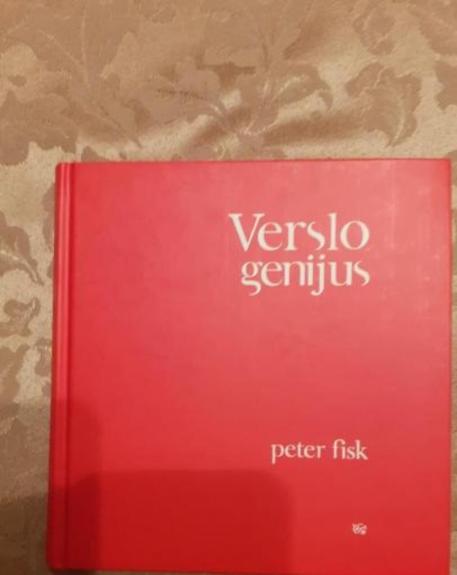 Verslo
genijus
peter fisk